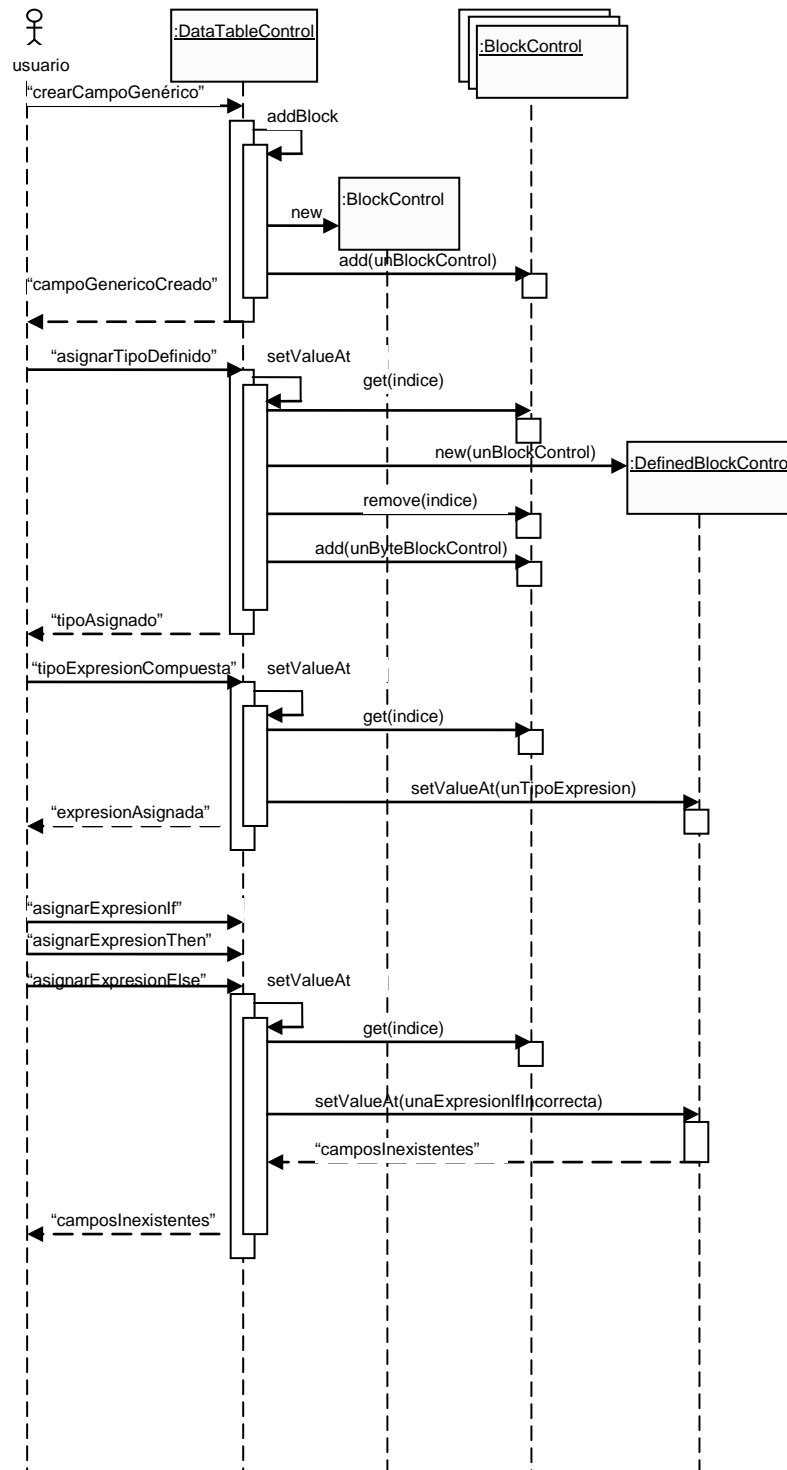 :DataTableControl
:BlockControl
usuario
“crearCampoGenérico”
addBlock
:BlockControl
new
add(unBlockControl)
“campoGenericoCreado”
“asignarTipoDefinido”
setValueAt
get(indice)
new(unBlockControl)
:DefinedBlockContro
remove(indice)
add(unByteBlockControl)
“tipoAsignado”
“tipoExpresionCompuesta”
setValueAt
get(indice)
setValueAt(unTipoExpresion)
“expresionAsignada”
“asignarExpresionIf”
“asignarExpresionThen”
“asignarExpresionElse”
setValueAt
get(indice)
setValueAt(unaExpresionIfIncorrecta)
“camposInexistentes”
“camposInexistentes”